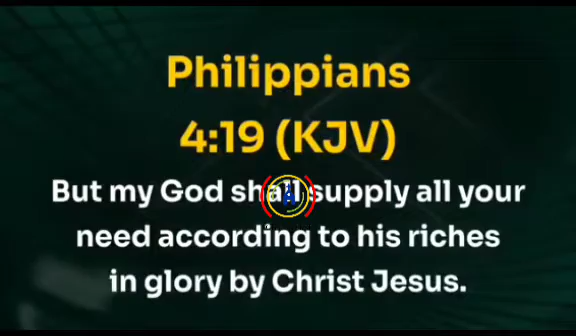 Philippians
4:19 (KJV)
But my God shall supply all your
need according to his riches
in glory by Christ Jesus.